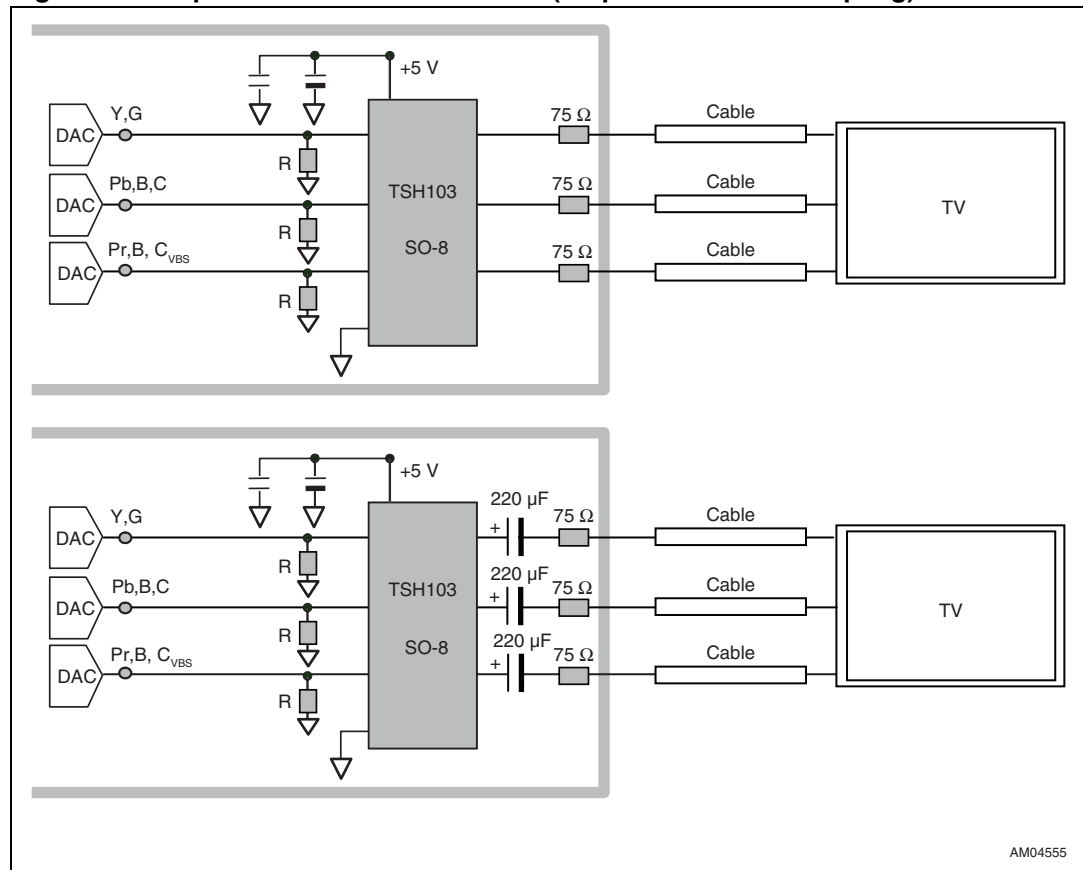 +5 V
Y,G
DAC
R
75 Ω
Cable
Pb,B,C
DAC
R
TSH103
75 Ω
Cable
TV
Pr,B, CVBS
DAC
R
SO-8
75 Ω
Cable
+5 V
Y,G
DAC
R
220 µF
+
75 Ω
Cable
Pb,B,C
DAC
R
TSH103
220 µF
+
75 Ω
Cable
TV
Pr,B, CVBS
DAC
R
SO-8
220 µF
+
75 Ω
Cable
AM04555